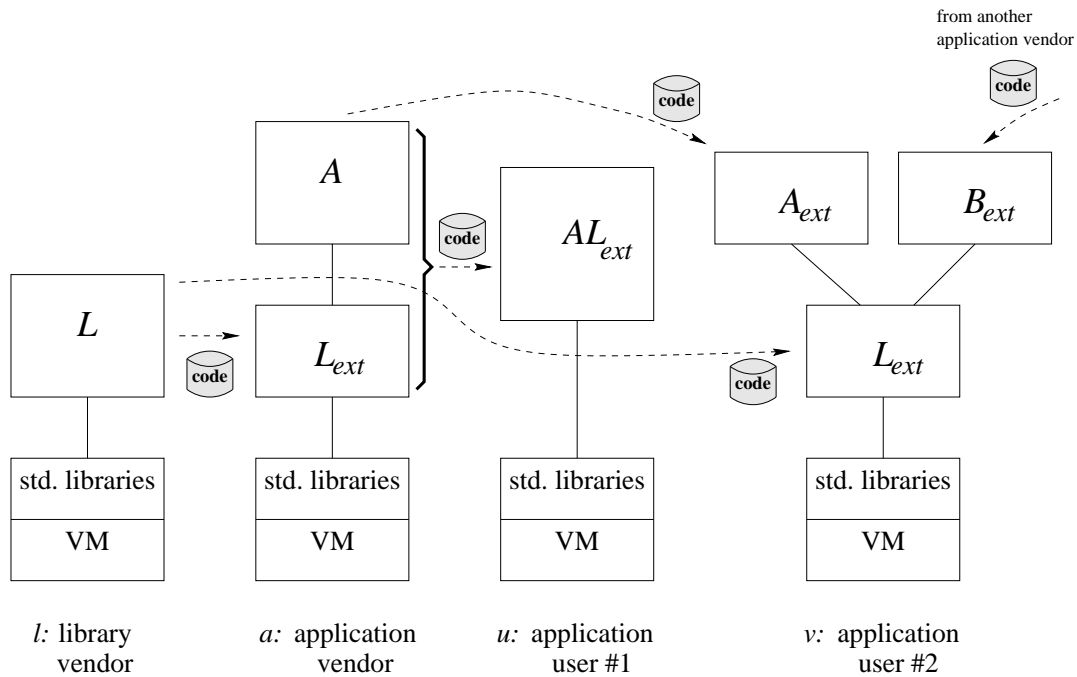 from another
application vendor
code
code
A
A_ext B_ext
code
AL_ext
L
L_ext
L_ext
code
code
std. libraries std. libraries std. libraries std. libraries
VM VM VM VM
l: library
vendor
a: application
vendor
u: application
user #1
v: application
user #2